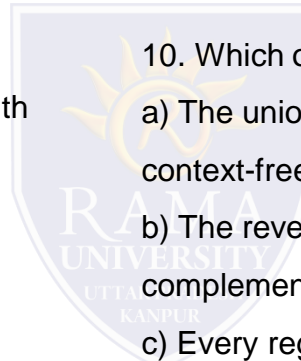 th
10. Which
a) The unio
context-free
b) The reve
complemen
c) Every reg
RAMA
UNIVERSITY
UTTAR
KANPUR